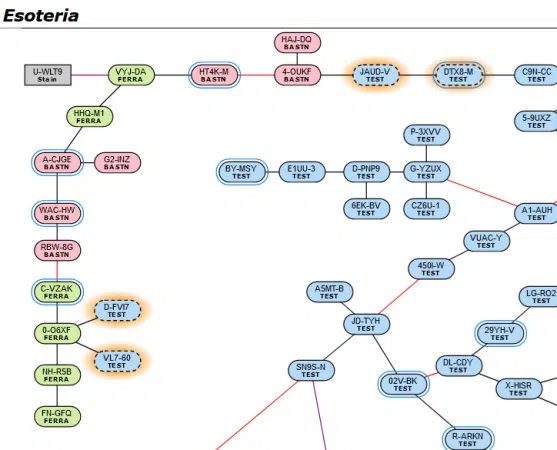 Esoteria
HAJ-DQ
BASTN
U-WLT9
Stain
VYJ-DA
FERRA
HT4K-M
BASTN
4-OUKF
BASTN
JAUD-V
TEST
DTX8-M
TEST
C9N-CC
TEST
HHQ-M1
FERRA
5-9UXZ
TEST
P-3XVV
TEST
A-CJGE
BASTN
G2-INZ
BASTN
BY-MSY
TEST
E1UU-3
TEST
D-PNP9
TEST
G-YZUX
TEST
WAC-HW
BASTN
6EK-BV
TEST
CZ6U-1
TEST
A1-AUH
TEST
RBW-8G
BASTN
VUAC-Y
TEST
450I-W
TEST
C-VZAK
FERRA
A5MT-B
TEST
LG-RO2
TEST
D-FVI7
TEST
0-O6XF
FERRA
JD-TYH
TEST
29YH-V
TEST
VL7-60
TEST
NH-R5B
FERRA
SN9S-N
TEST
02V-BK
TEST
DL-CDY
TEST
X-HISR
TEST
FN-GFQ
FERRA
R-ARKN
TEST